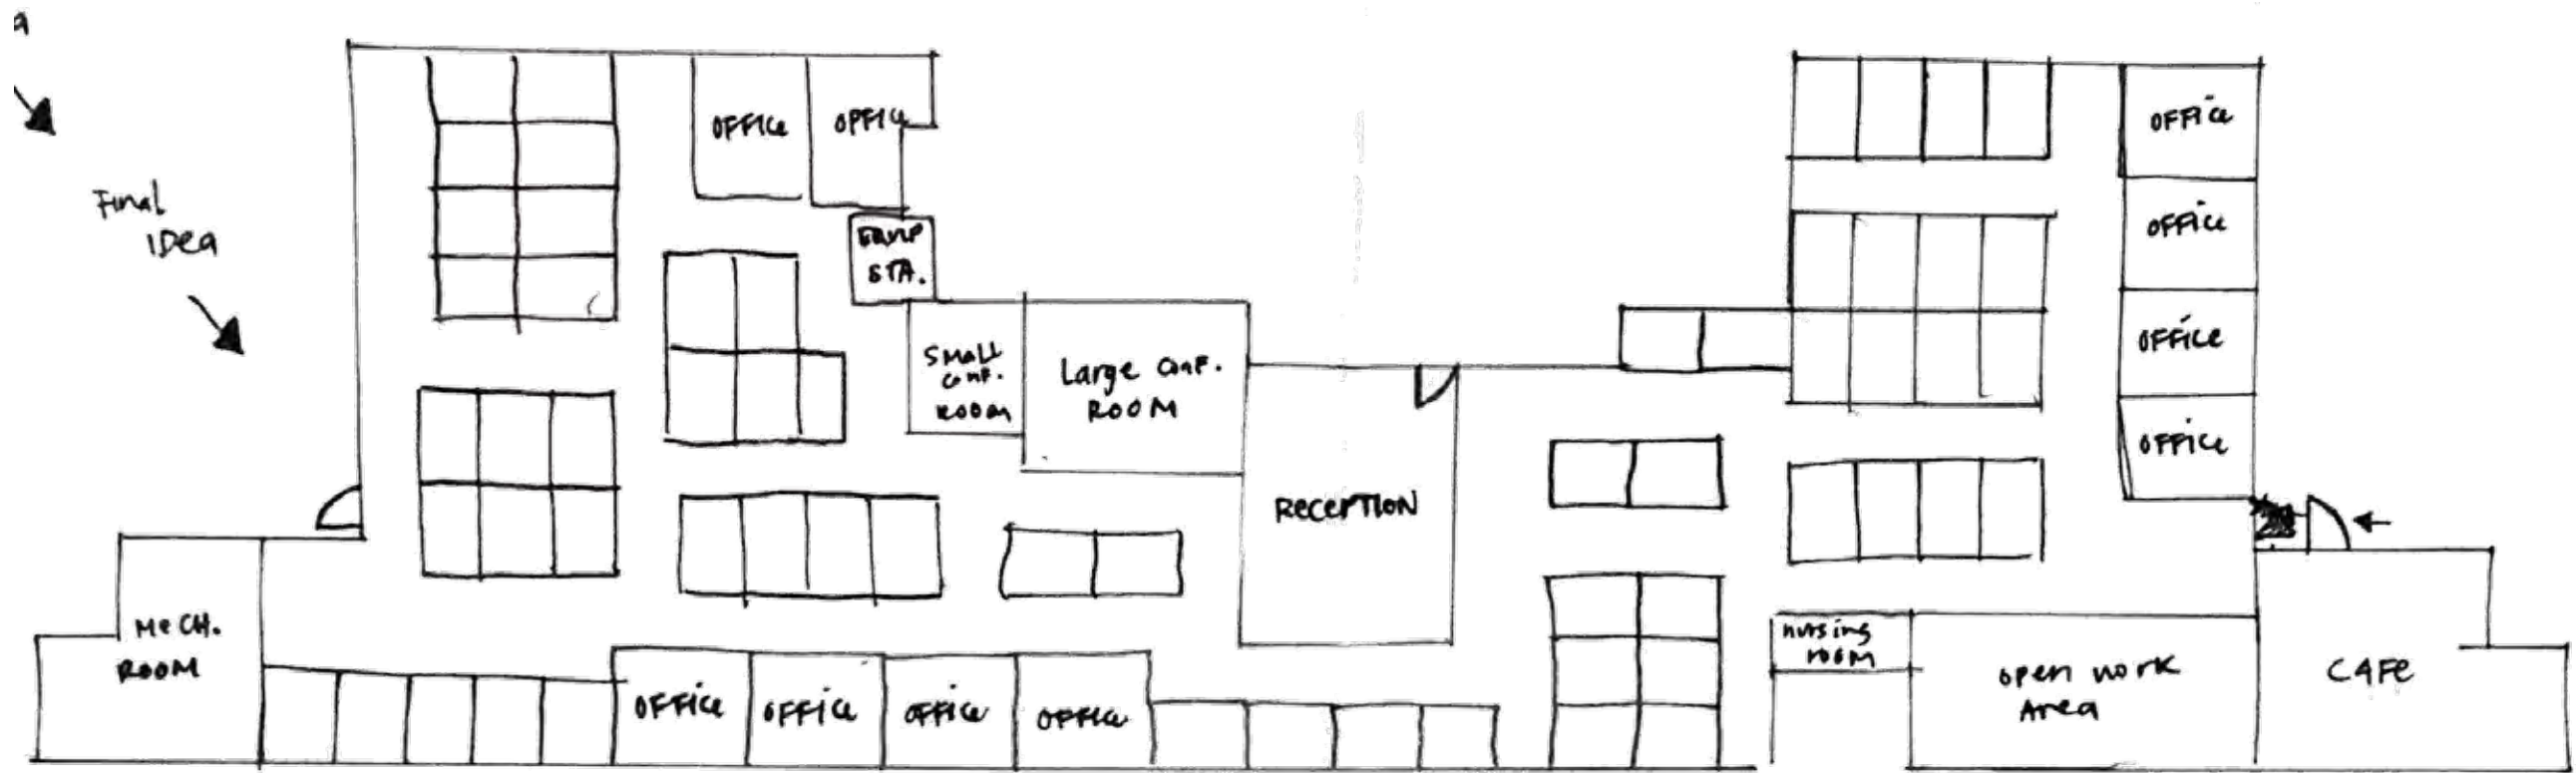 a
Final
IDea
OFFICe
OFFICe
EQUIP
STA.
SMALL
CONF.
ROOM
Large Conf.
ROOM
RECEPTION
MeCH.
ROOM
OFFice
OFFice
OFFice
OFFice
OFFice
OFFice
OFFice
OFFice
nursing
room
open work
Area
CAFe